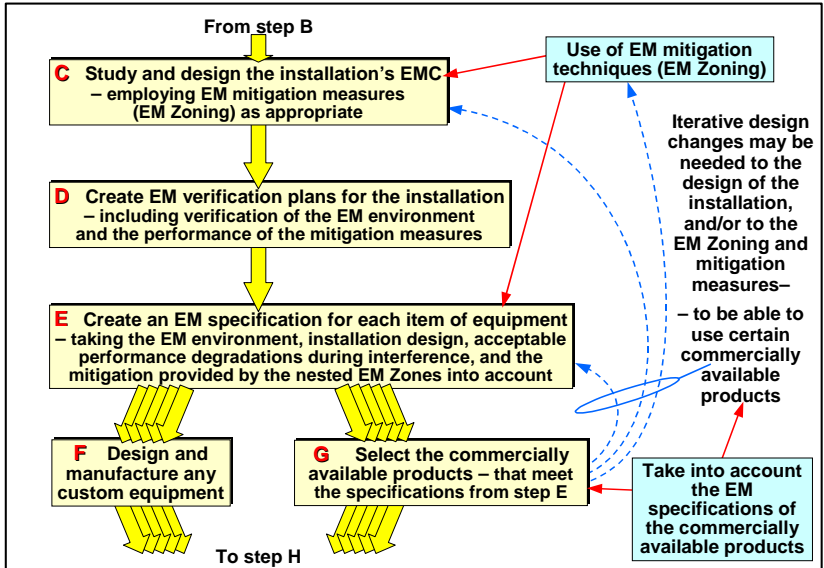 From step B
C Study and design the installation's EMC
– employing EM mitigation measures
(EM Zoning) as appropriate
Use of EM mitigation
techniques (EM Zoning)
Iterative design
changes may be
needed to the
design of the
installation,
and/or to the
EM Zoning and
mitigation
measures–
– to be able to
use certain
commercially
available
products
D Create EM verification plans for the installation
– including verification of the EM environment
and the performance of the mitigation measures
E Create an EM specification for each item of equipment
– taking the EM environment, installation design, acceptable
performance degradations during interference, and the
mitigation provided by the nested EM Zones into account
F Design and
manufacture any
custom equipment
G Select the commercially
available products – that meet
the specifications from step E
Take into account
the EM
specifications of
the commercially
available products
To step H